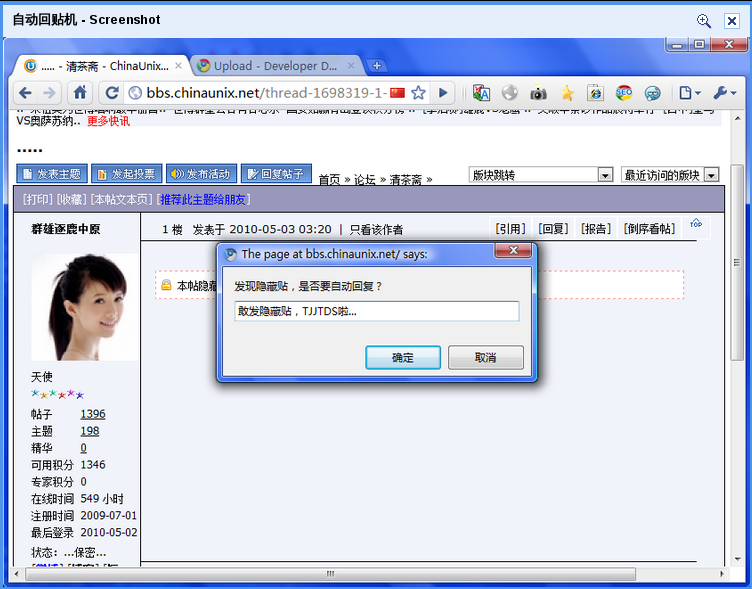 自动回贴机 - Screenshot
..... - 清茶斋 - ChinaUnix... Upload - Developer D...
bbs.chinaunix.net/thread-1698319-1-
VS奥萨苏纳.. 更多快讯
.....
发表主题 发起投票 发布活动 回复帖子 首页 » 论坛 » 清茶斋 » 版块跳转 最近访问的版块
[打印] [收藏] [本帖文本页] [推荐此主题给朋友]
群雄逐鹿中原 1 楼 发表于 2010-05-03 03:20 | 只看该作者 [引用] [回复] [报告] [倒序看帖] TOP
The page at bbs.chinaunix.net/ says:
本帖隐藏
发现隐蔽贴，是否要自动回复？
敢发隐蔽贴，TJJTDS啦...
确定 取消
天使
帖子 1396
主题 198
精华 0
可用积分 1346
专家积分 0
在线时间 549 小时
注册时间 2009-07-01
最后登录 2010-05-02
状态：...保密...